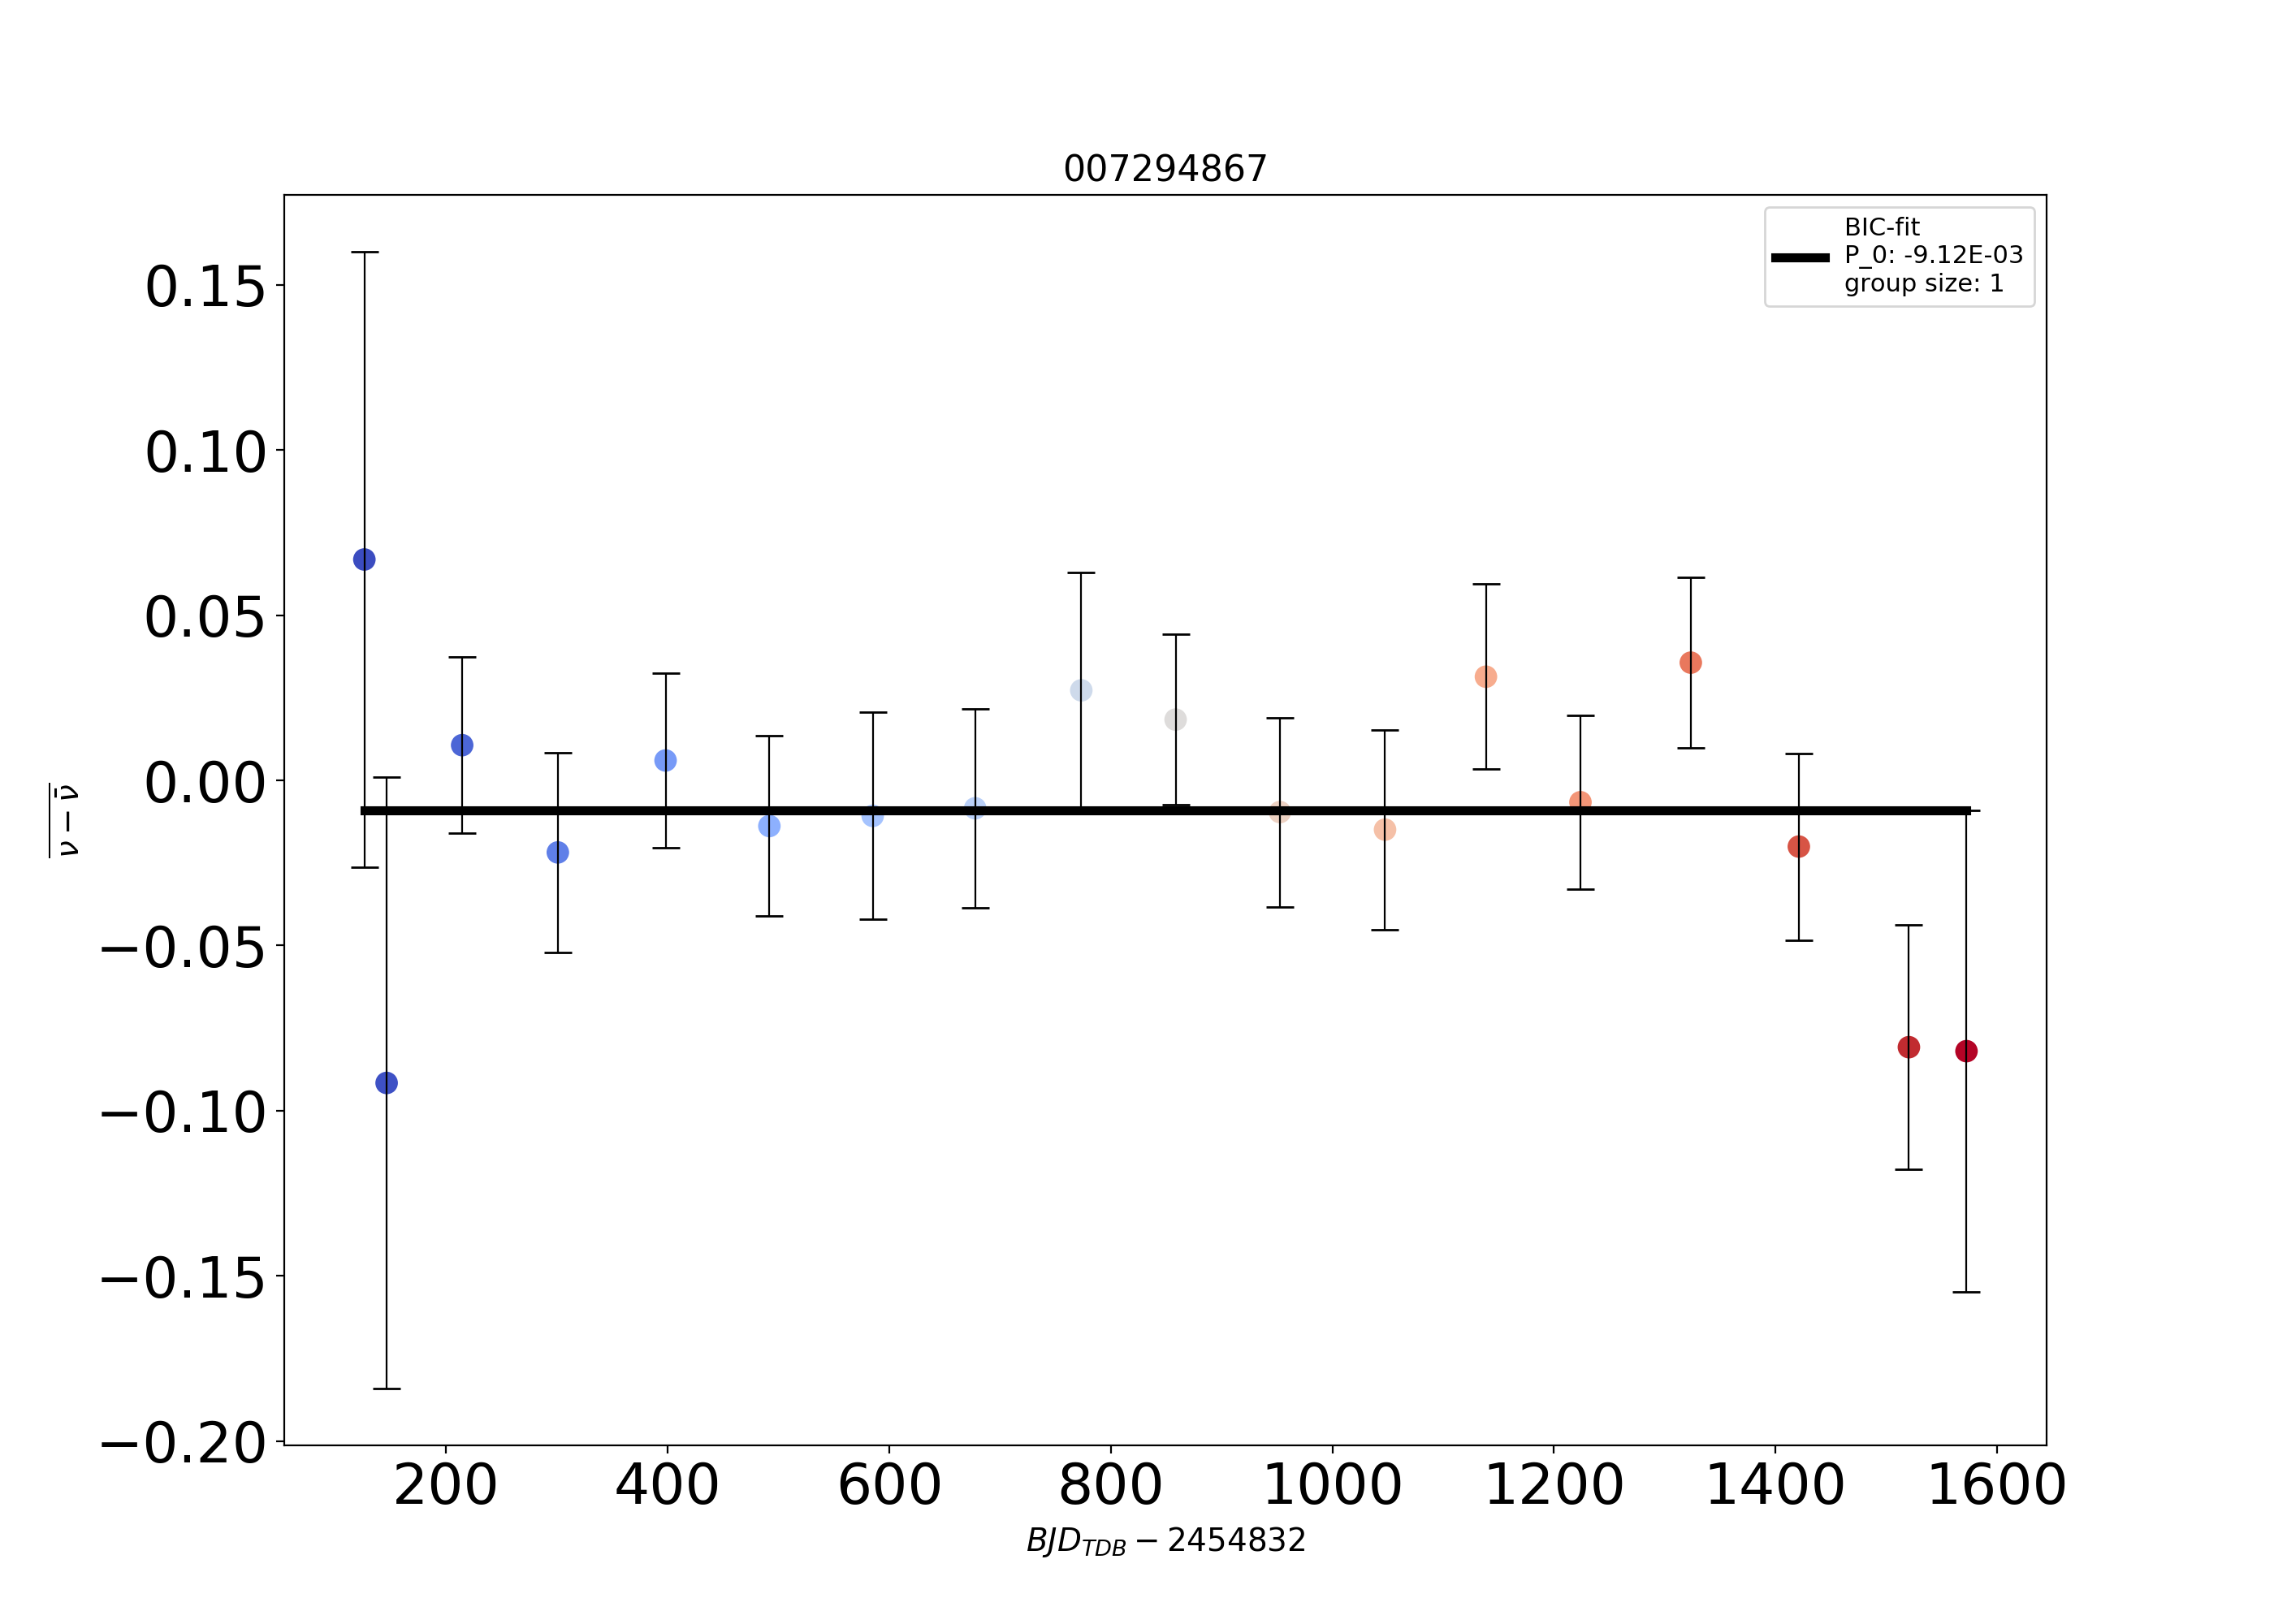 007294867
BIC-fit
P_0: -9.12E-03
group size: 1
0.15
0.10
0.05
0.00
−0.05
−0.10
−0.15
−0.20
ν − ν̄
200 400 600 800 1000 1200 1400 1600
BJD_TDB − 2454832